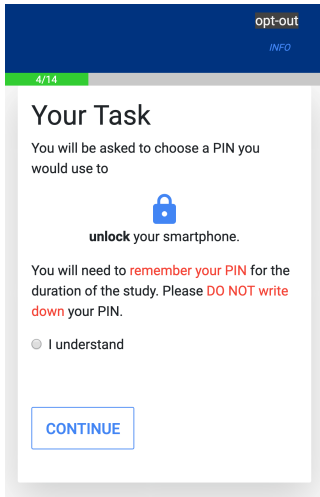 opt-out
INFO
4/14
Your Task
You will be asked to choose a PIN you
would use to
unlock your smartphone.
You will need to remember your PIN for the
duration of the study. Please DO NOT write
down your PIN.
I understand
CONTINUE